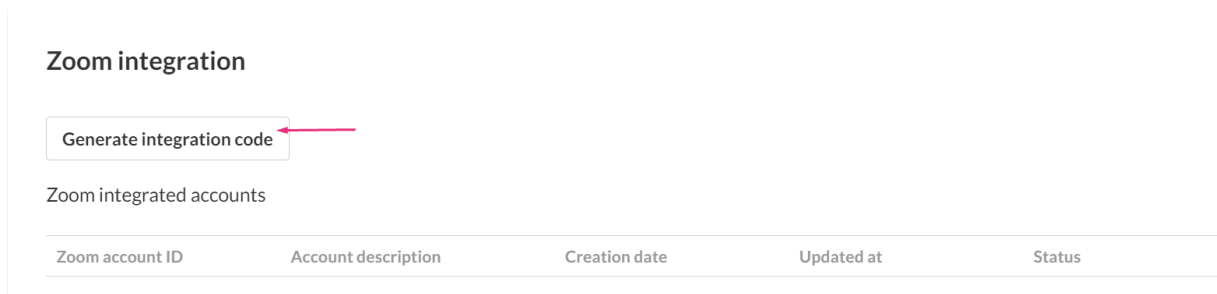 Zoom integration
Generate integration code
Zoom integrated accounts
Zoom account ID Account description Creation date Updated at Status